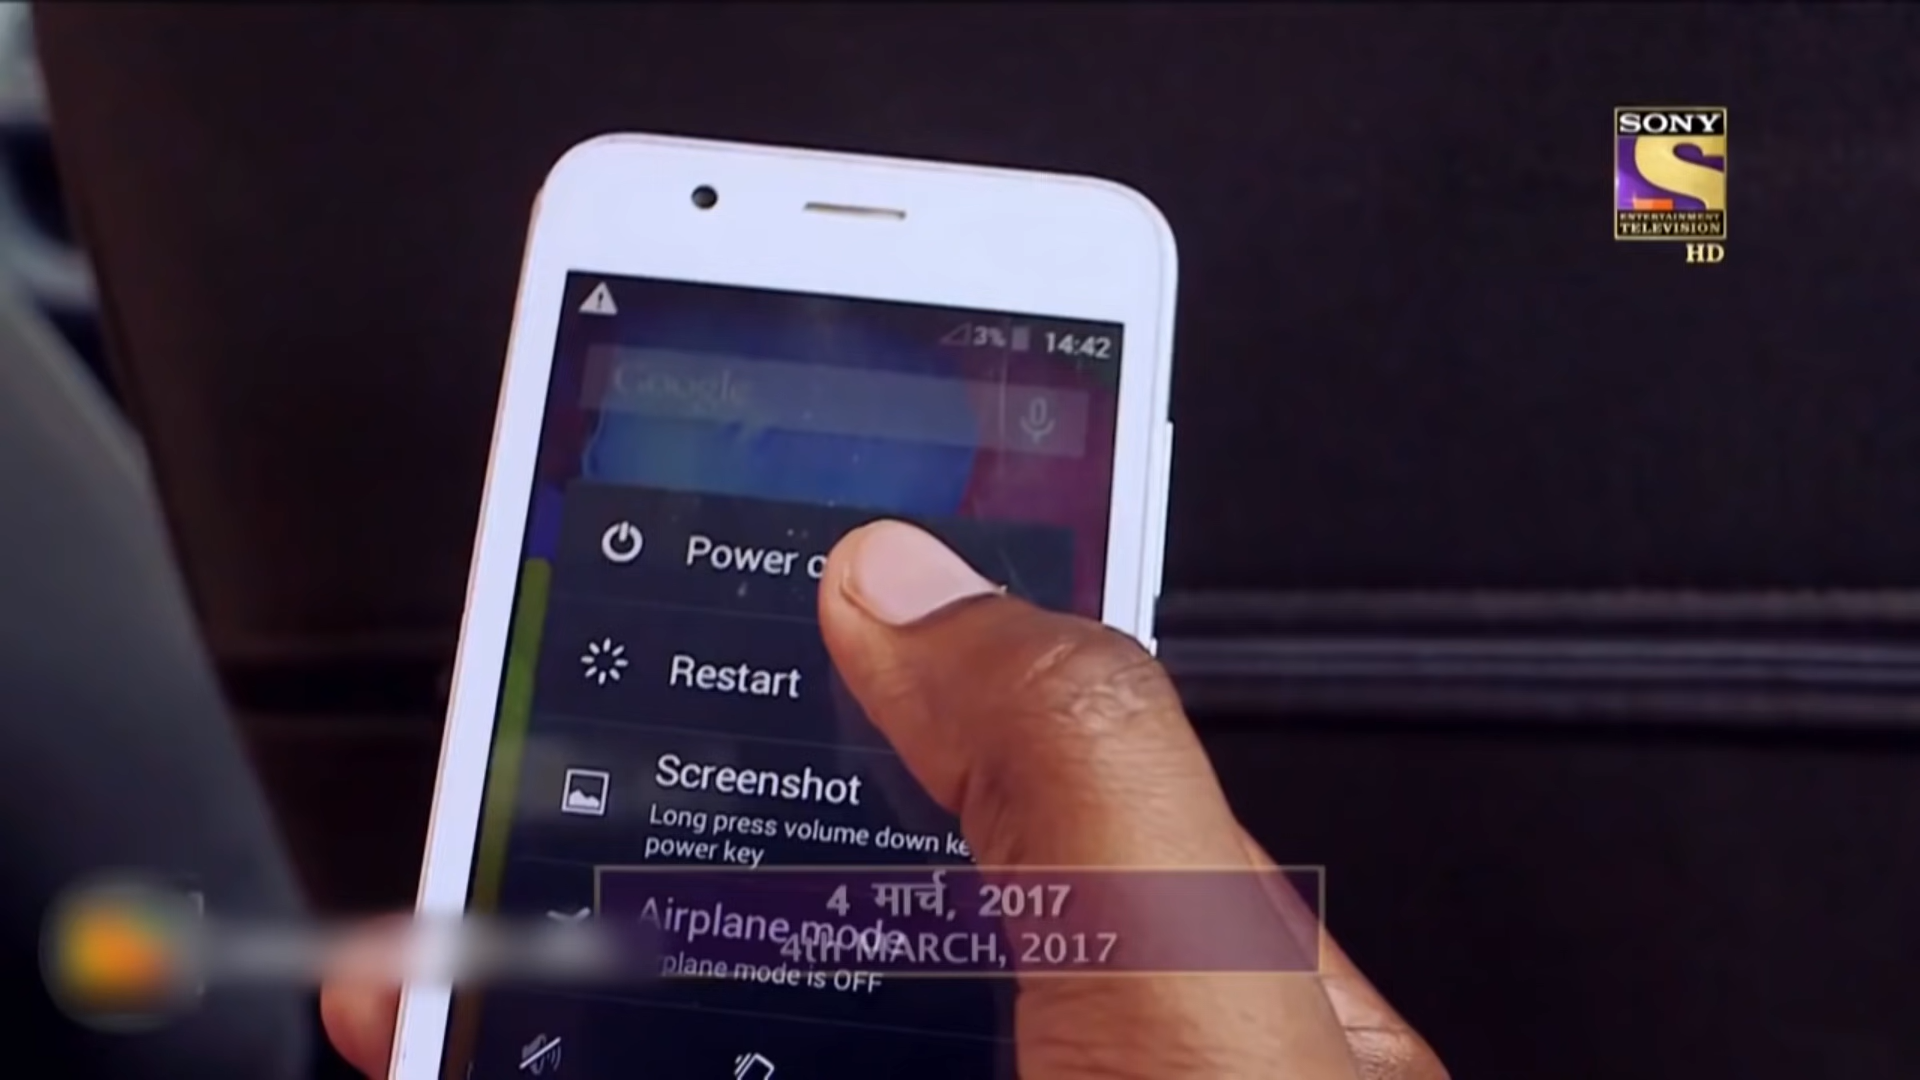 SONY
ENTERTAINMENT
TELEVISION
HD
3% 14:42
Google
Power
Restart
Screenshot
Long press volume down
power key
Airplane mode
mode is OFF
4 मार्च, 2017
4th MARCH, 2017